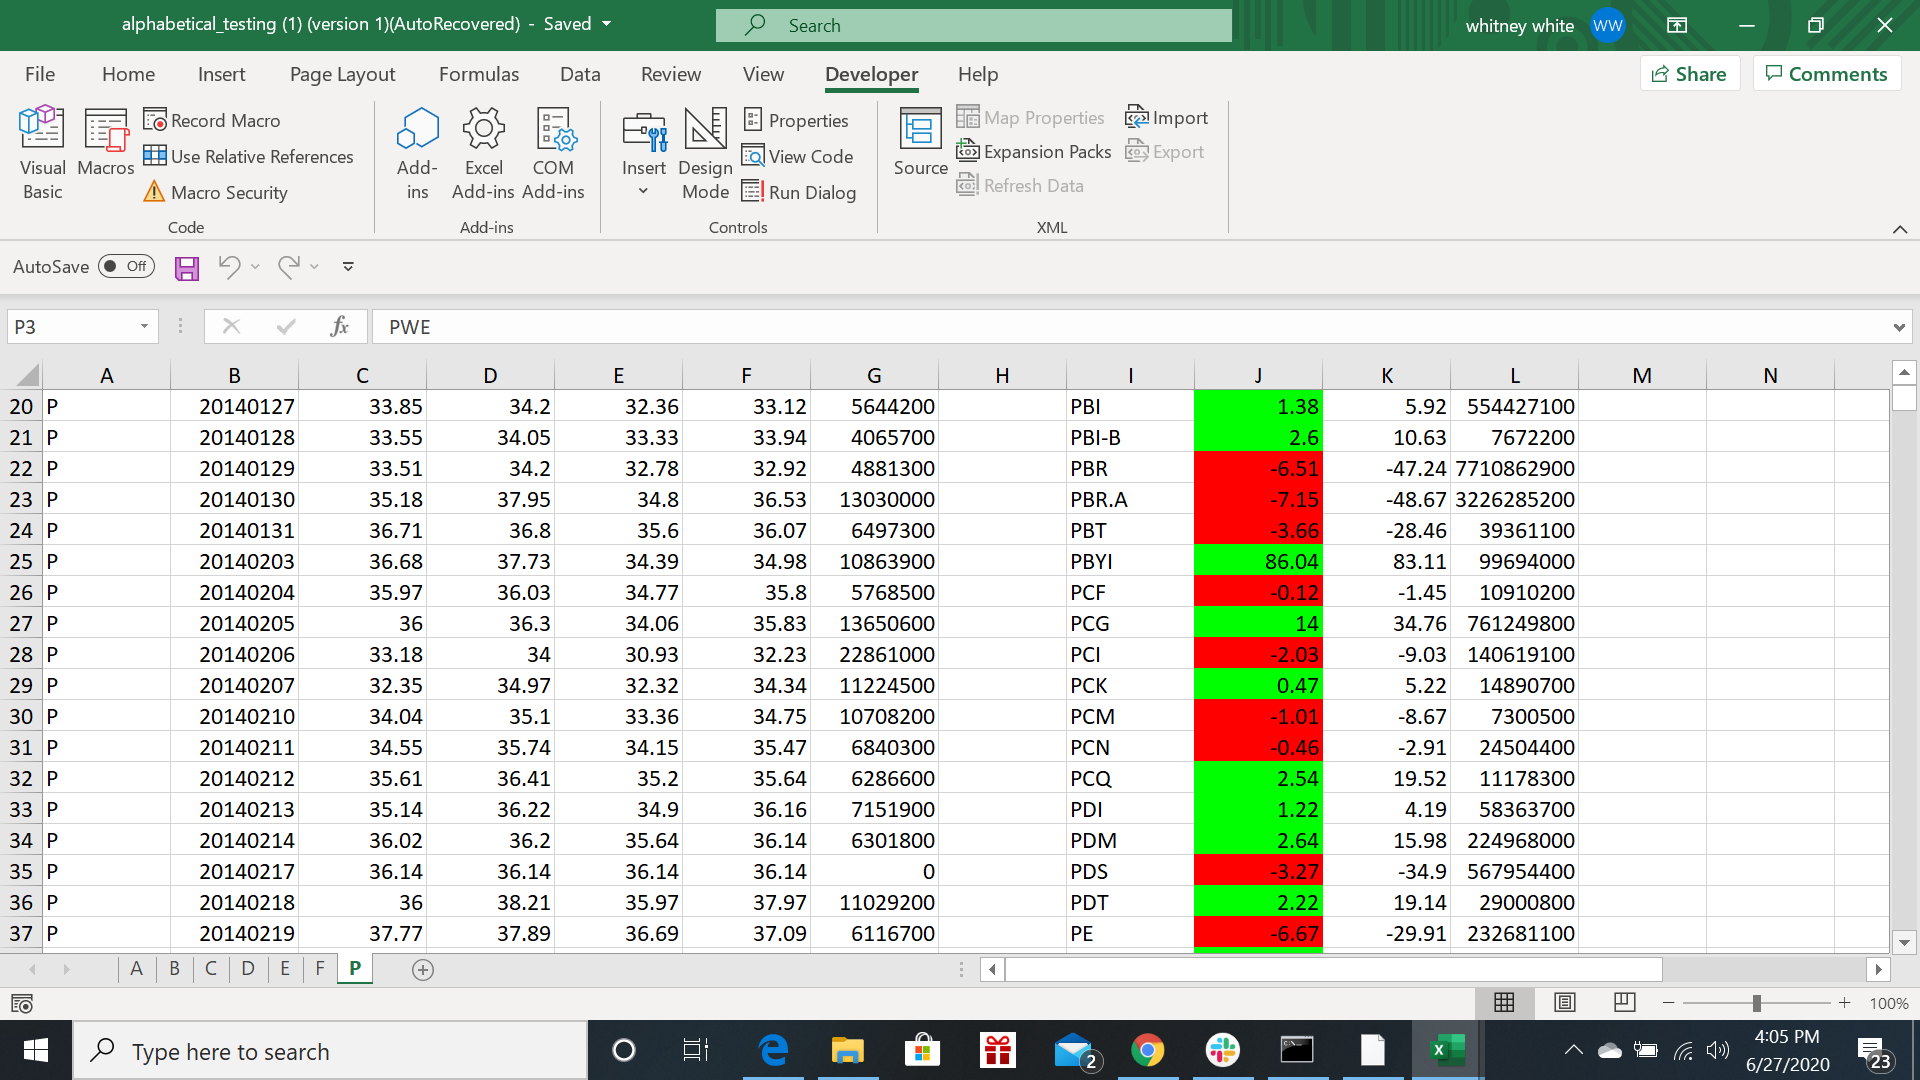 alphabetical_testing (1) (version 1)(AutoRecovered) - Saved
Search
whitney white WW
File Home Insert Page Layout Formulas Data Review View Developer Help Share Comments
Visual Basic
Macros
Record Macro
Use Relative References
Macro Security
Code
Add-ins
Excel Add-ins
COM Add-ins
Add-ins
Insert
Design Mode
Properties
View Code
Run Dialog
Controls
Source
Map Properties
Expansion Packs
Refresh Data
Import
Export
XML
AutoSave Off
P3 fx PWE
A B C D E F G H I J K L M N
20 P 20140127 33.85 34.2 32.36 33.12 5644200 PBI 1.38 5.92 554427100
21 P 20140128 33.55 34.05 33.33 33.94 4065700 PBI-B 2.6 10.63 7672200
22 P 20140129 33.51 34.2 32.78 32.92 4881300 PBR -6.51 -47.24 7710862900
23 P 20140130 35.18 37.95 34.8 36.53 13030000 PBR.A -7.15 -48.67 3226285200
24 P 20140131 36.71 36.8 35.6 36.07 6497300 PBT -3.66 -28.46 39361100
25 P 20140203 36.68 37.73 34.39 34.98 10863900 PBYI 86.04 83.11 99694000
26 P 20140204 35.97 36.03 34.77 35.8 5768500 PCF -0.12 -1.45 10910200
27 P 20140205 36 36.3 34.06 35.83 13650600 PCG 14 34.76 761249800
28 P 20140206 33.18 34 30.93 32.23 22861000 PCI -2.03 -9.03 140619100
29 P 20140207 32.35 34.97 32.32 34.34 11224500 PCK 0.47 5.22 14890700
30 P 20140210 34.04 35.1 33.36 34.75 10708200 PCM -1.01 -8.67 7300500
31 P 20140211 34.55 35.74 34.15 35.47 6840300 PCN -0.46 -2.91 24504400
32 P 20140212 35.61 36.41 35.2 35.64 6286600 PCQ 2.54 19.52 11178300
33 P 20140213 35.14 36.22 34.9 36.16 7151900 PDI 1.22 4.19 58363700
34 P 20140214 36.02 36.2 35.64 36.14 6301800 PDM 2.64 15.98 224968000
35 P 20140217 36.14 36.14 36.14 36.14 0 PDS -3.27 -34.9 567954400
36 P 20140218 36 38.21 35.97 37.97 11029200 PDT 2.22 19.14 29000800
37 P 20140219 37.77 37.89 36.69 37.09 6116700 PE -6.67 -29.91 232681100
A B C D E F P
100%
Type here to search
2
4:05 PM
6/27/2020
23